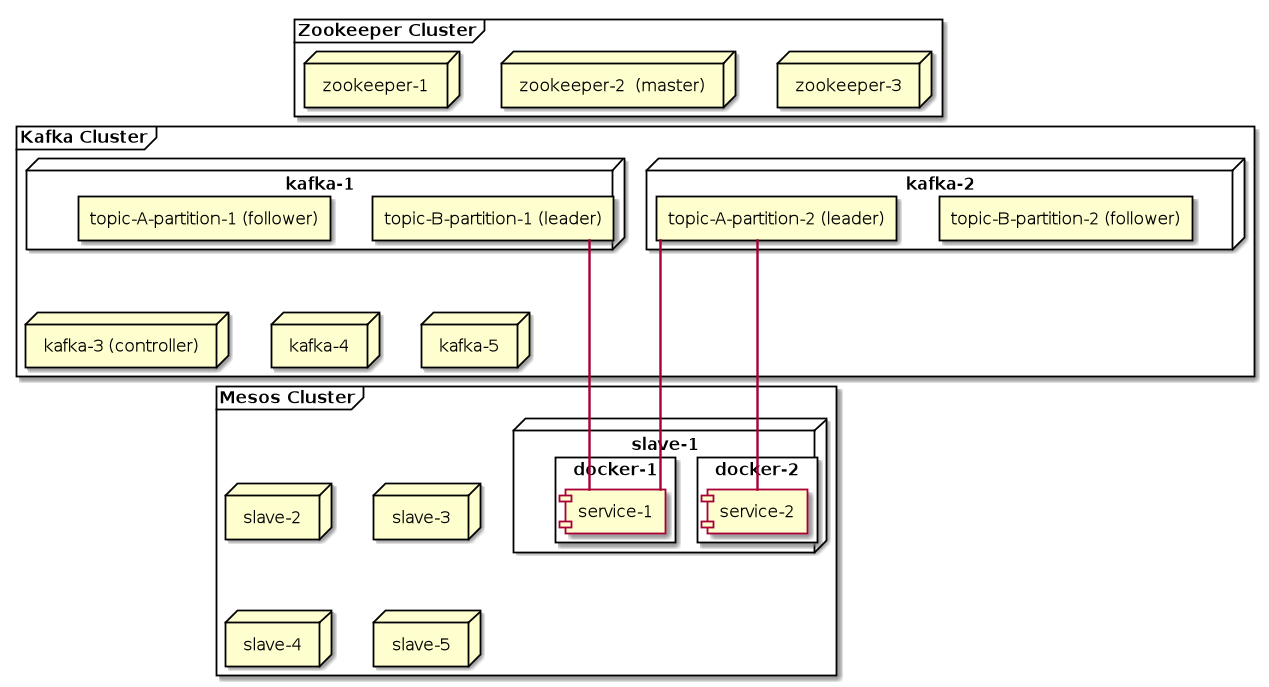 Zookeeper Cluster
zookeeper-1
zookeeper-2 (master)
zookeeper-3
Kafka Cluster
kafka-1
kafka-2
topic-A-partition-1 (follower)
topic-B-partition-1 (leader)
topic-A-partition-2 (leader)
topic-B-partition-2 (follower)
kafka-3 (controller)
kafka-4
kafka-5
Mesos Cluster
slave-1
docker-1
docker-2
slave-2
slave-3
service-1
service-2
slave-4
slave-5